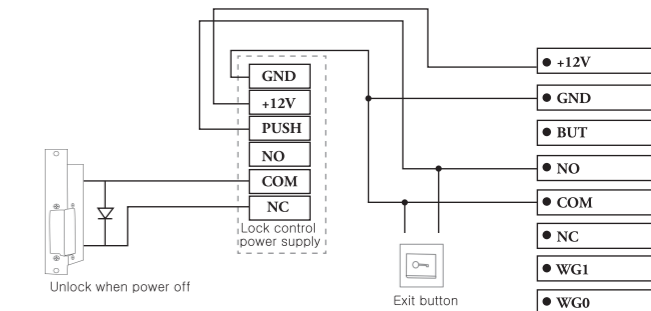 GND
+12V
PUSH
NO
COM
NC
Lock control
power supply
Unlock when power off
Exit button
+12V
GND
BUT
NO
COM
NC
WG1
WG0